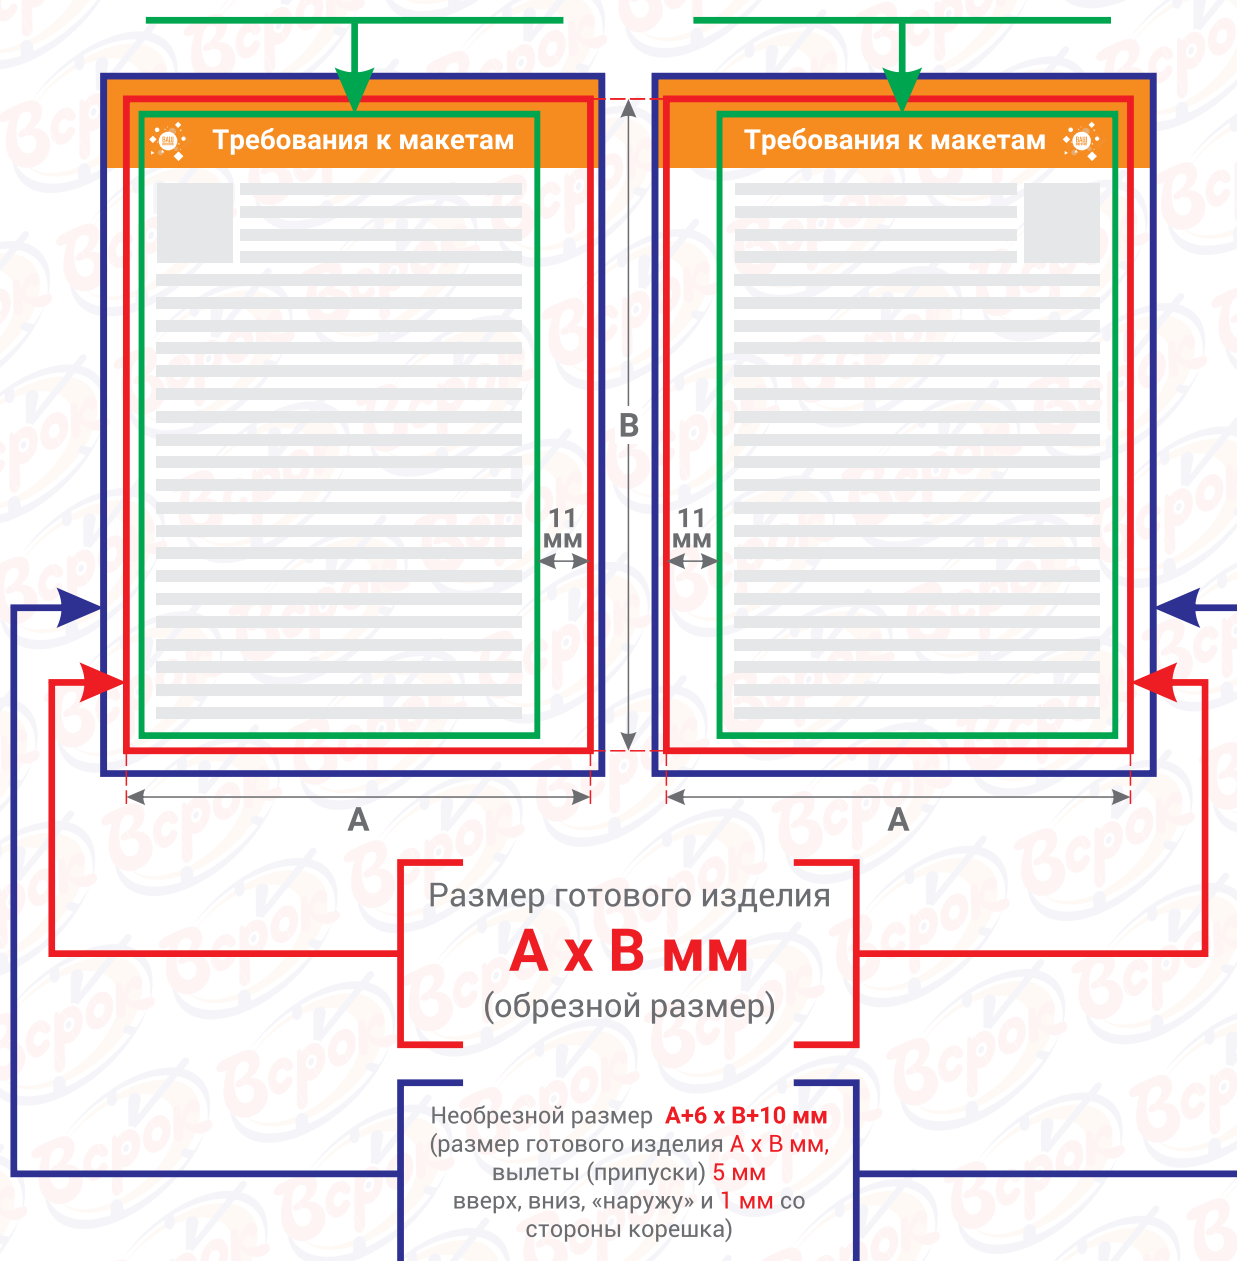 Требования к макетам
Требования к макетам
B
11
мм
11
мм
A
A
Размер готового изделия
А х В мм
(обрезной размер)
Необрезной размер А+6 х В+10 мм
(размер готового изделия А х В мм,
вылеты (припуски) 5 мм
вверх, вниз, «наружу» и 1 мм со
стороны корешка)
Всрок